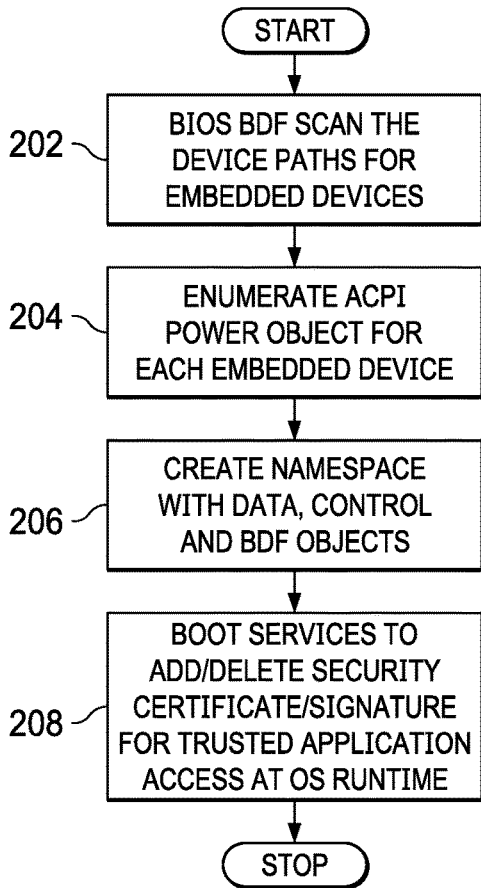 START
202
BIOS BDF SCAN THE
DEVICE PATHS FOR
EMBEDDED DEVICES
204
ENUMERATE ACPI
POWER OBJECT FOR
EACH EMBEDDED DEVICE
206
CREATE NAMESPACE
WITH DATA, CONTROL
AND BDF OBJECTS
208
BOOT SERVICES TO
ADD/DELETE SECURITY
CERTIFICATE/SIGNATURE
FOR TRUSTED APPLICATION
ACCESS AT OS RUNTIME
STOP